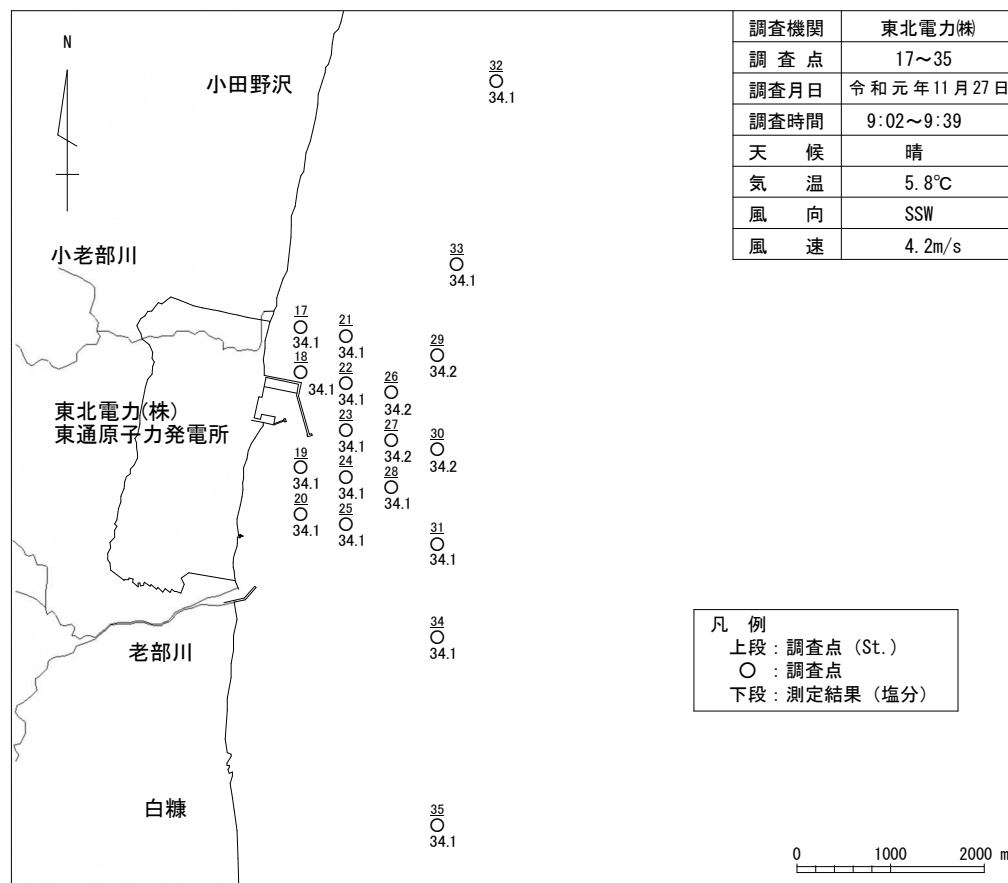 N
小田野沢
小老部川
東北電力(株)
東通原子力発電所
老部川
白糠
調査機関 東北電力㈱
調査点 17～35
調査月日 令和元年11月27日
調査時間 9:02～9:39
天候 晴
気温 5.8℃
風向 SSW
風速 4.2m/s
32
34.1
33
34.1
17
34.1
21
34.1
29
34.2
18
34.1
22
34.1
26
34.2
23
34.1
27
34.2
30
34.2
19
34.1
24
34.1
28
34.1
20
34.1
25
34.1
31
34.1
34
34.1
35
34.1
凡例
上段：調査点（St.）
○：調査点
下段：測定結果（塩分）
0 1000 2000 m